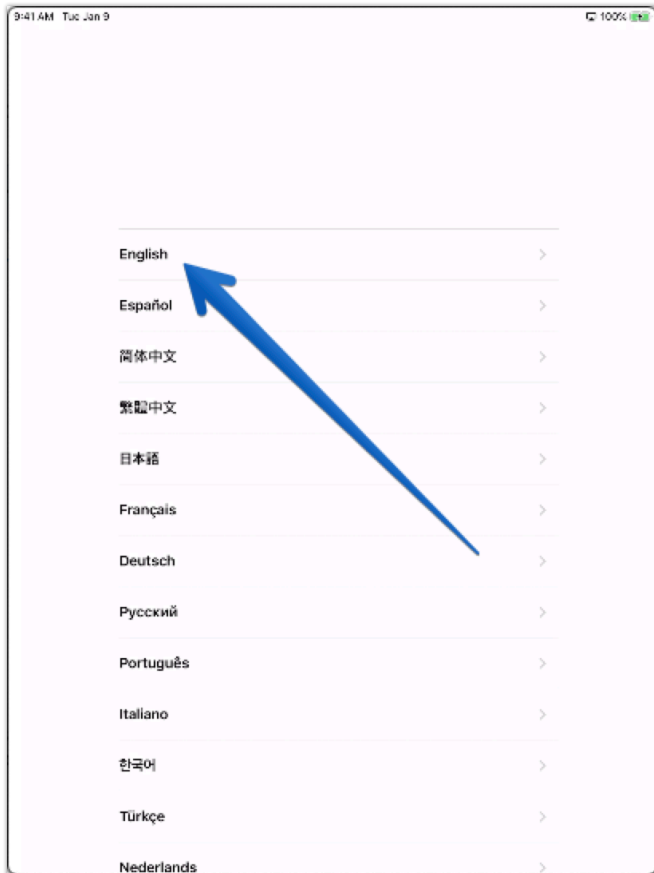 9:41 AM Tue Jan 9
100%
English
Español
简体中文
繁體中文
日本語
Français
Deutsch
Русский
Português
Italiano
한국어
Türkçe
Nederlands